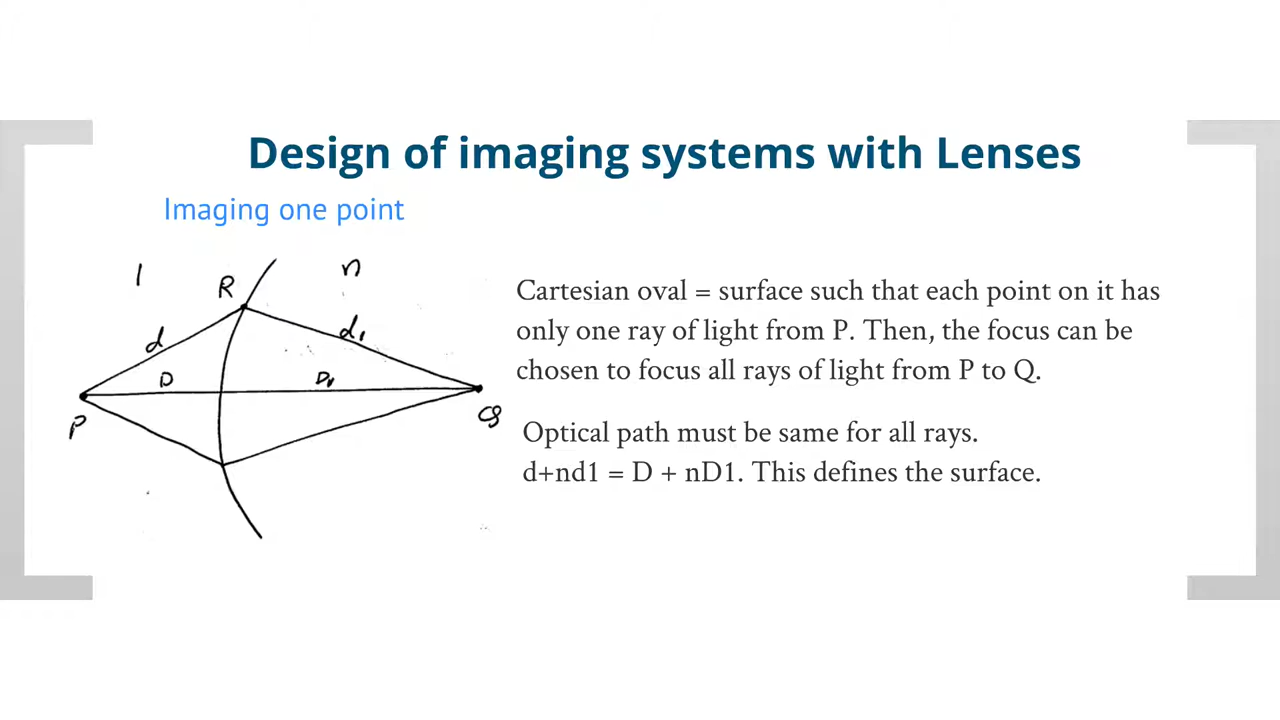 Design of imaging systems with Lenses
Imaging one point
1
n
R
d
d1
D
D1
P
Q
Cartesian oval = surface such that each point on it has
only one ray of light from P. Then, the focus can be
chosen to focus all rays of light from P to Q.
Optical path must be same for all rays.
d+nd1 = D + nD1. This defines the surface.